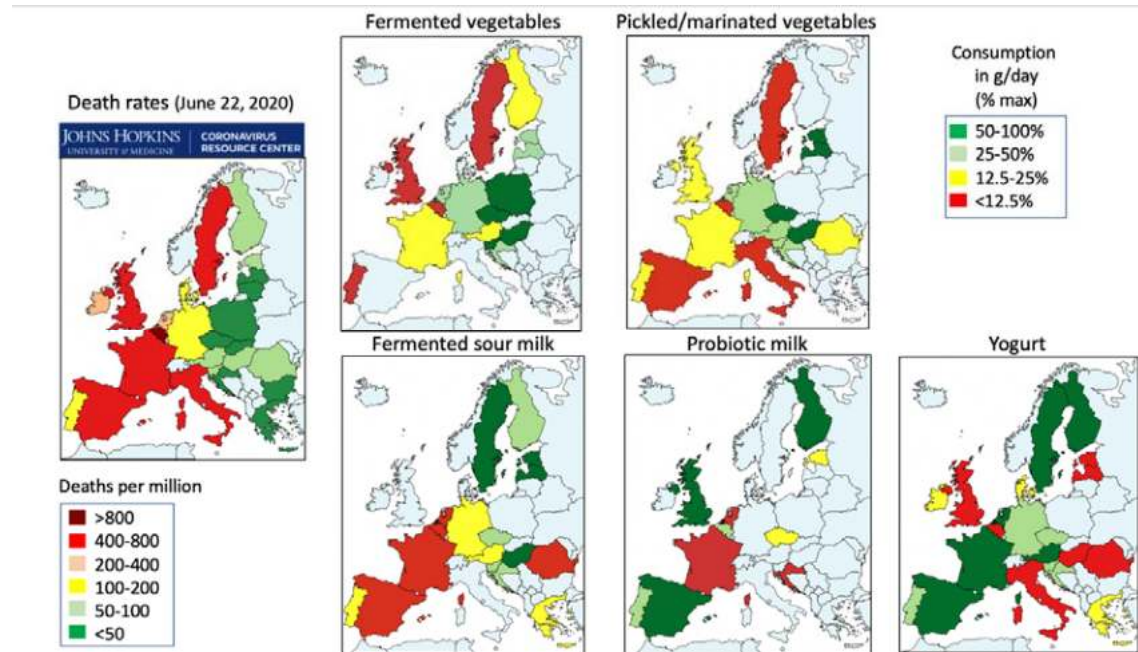 Fermented vegetables
Pickled/marinated vegetables
Consumption
in g/day
(% max)
50-100%
25-50%
12.5-25%
<12.5%
Death rates (June 22, 2020)
JOHNS HOPKINS
UNIVERSITY of MEDICINE
CORONAVIRUS
RESOURCE CENTER
Fermented sour milk
Probiotic milk
Yogurt
Deaths per million
>800
400-800
200-400
100-200
50-100
<50